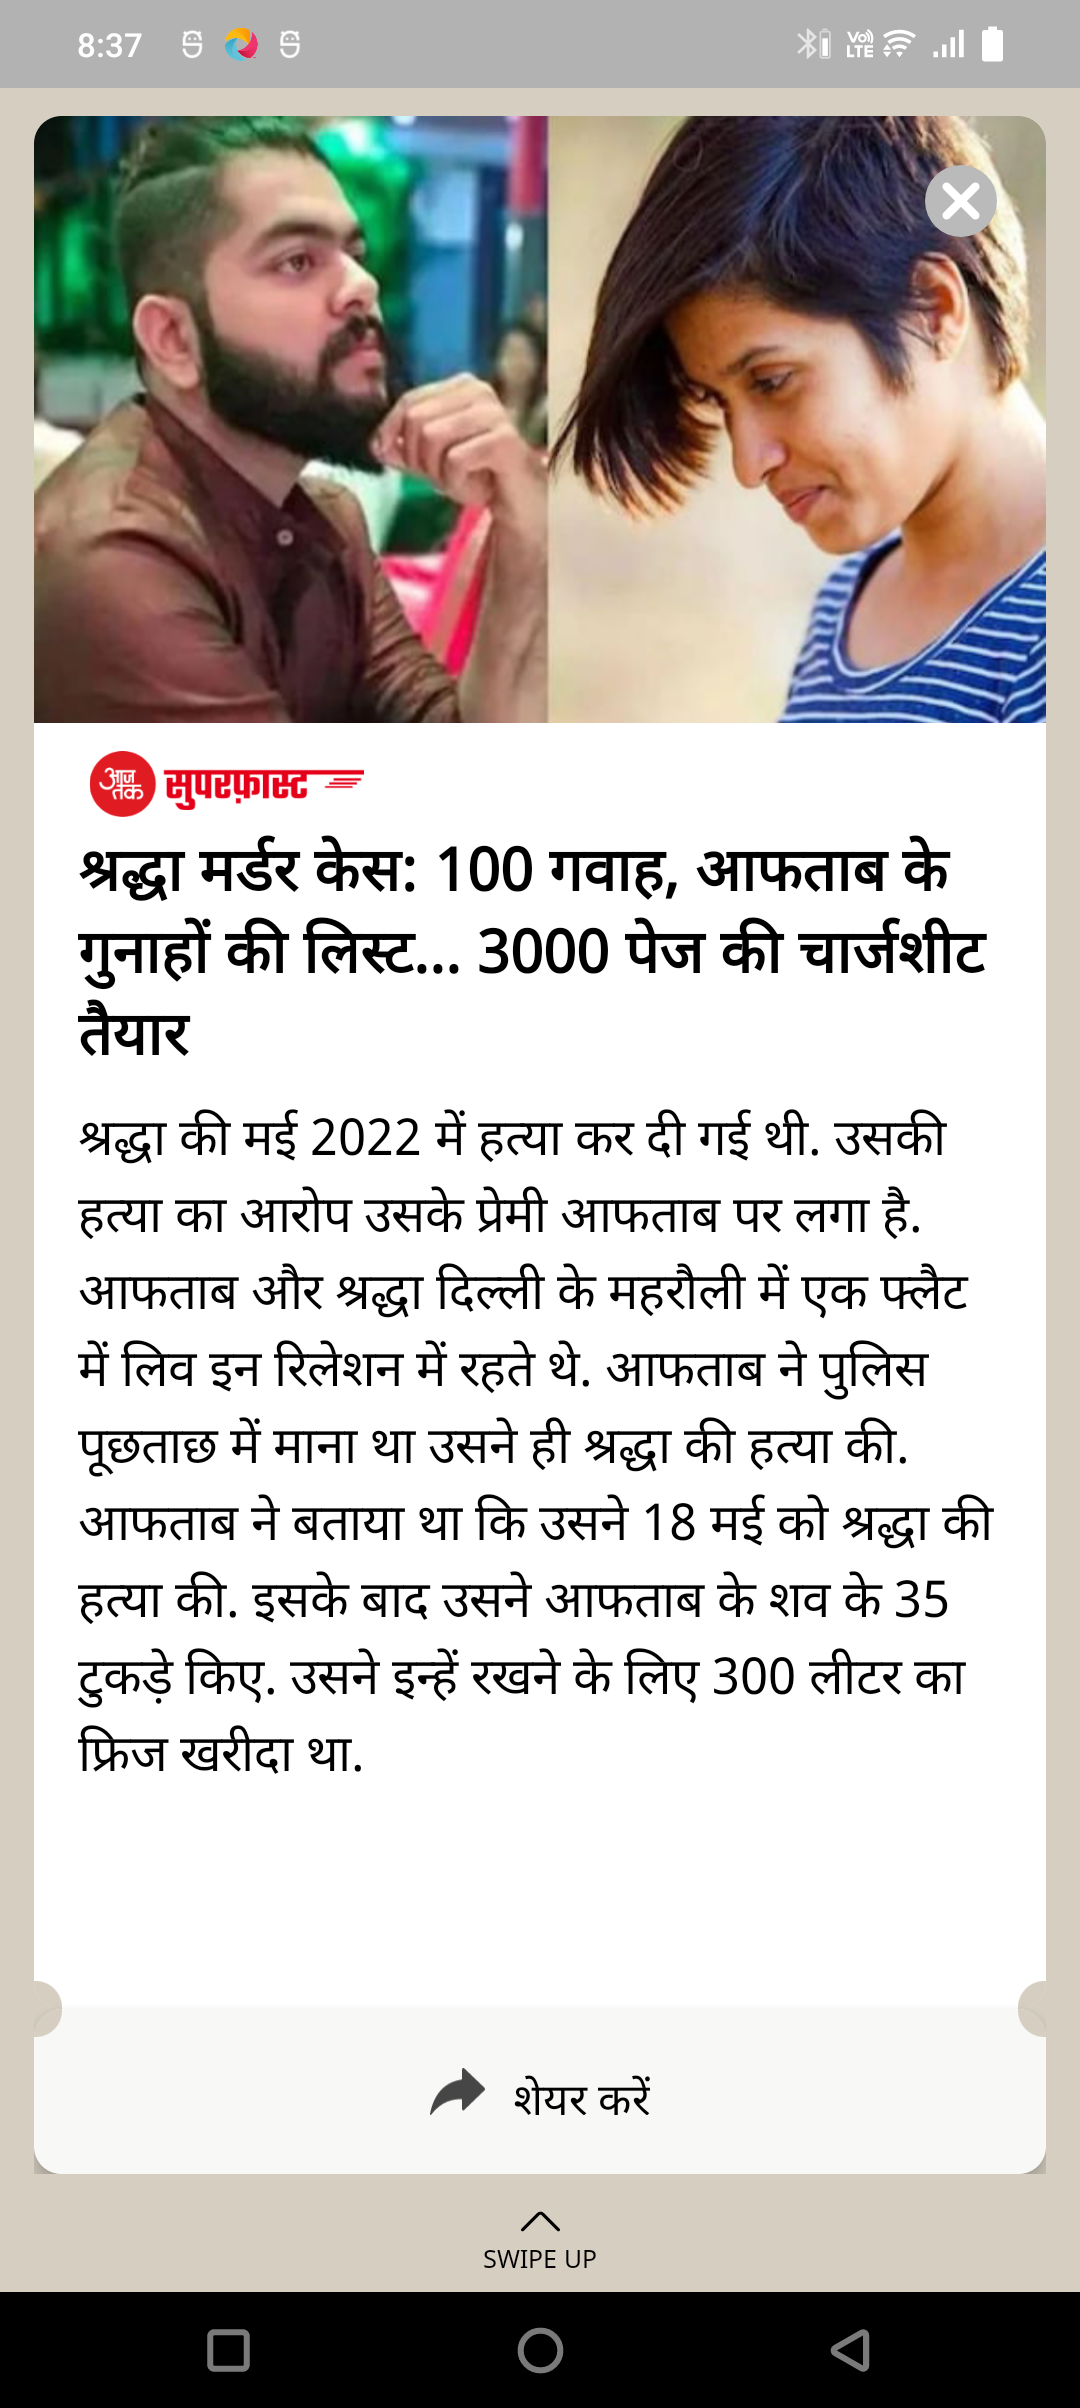 8:37
Vo)) LTE
आज तक सुपरफ़ास्ट
श्रद्धा मर्डर केस: 100 गवाह, आफताब के
गुनाहों की लिस्ट... 3000 पेज की चार्जशीट
तैयार
श्रद्धा की मई 2022 में हत्या कर दी गई थी. उसकी
हत्या का आरोप उसके प्रेमी आफताब पर लगा है.
आफताब और श्रद्धा दिल्ली के महरौली में एक फ्लैट
में लिव इन रिलेशन में रहते थे. आफताब ने पुलिस
पूछताछ में माना था उसने ही श्रद्धा की हत्या की.
आफताब ने बताया था कि उसने 18 मई को श्रद्धा की
हत्या की. इसके बाद उसने आफताब के शव के 35
टुकड़े किए. उसने इन्हें रखने के लिए 300 लीटर का
फ्रिज खरीदा था.
शेयर करें
SWIPE UP